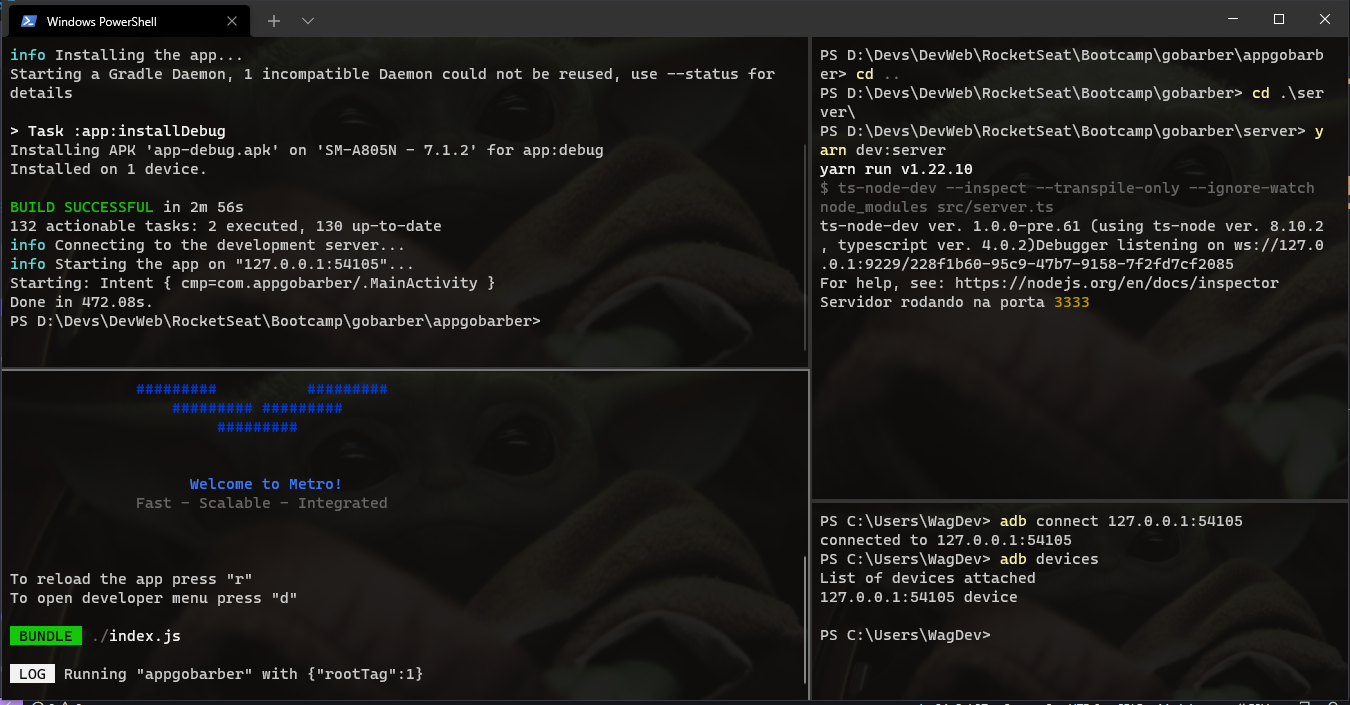 Windows PowerShell
info Installing the app...
Starting a Gradle Daemon, 1 incompatible Daemon could not be reused, use --status for
details
> Task :app:installDebug
Installing APK 'app-debug.apk' on 'SM-A805N - 7.1.2' for app:debug
Installed on 1 device.
BUILD SUCCESSFUL in 2m 56s
132 actionable tasks: 2 executed, 130 up-to-date
info Connecting to the development server...
info Starting the app on "127.0.0.1:54105"...
Starting: Intent { cmp=com.appgobarber/.MainActivity }
Done in 472.08s.
PS D:\Devs\DevWeb\RocketSeat\Bootcamp\gobarber\appgobarber>
######### #########
######### #########
#########
Welcome to Metro!
Fast - Scalable - Integrated
To reload the app press "r"
To open developer menu press "d"
BUNDLE ./index.js
LOG Running "appgobarber" with {"rootTag":1}
PS D:\Devs\DevWeb\RocketSeat\Bootcamp\gobarber\appgobarb
er> cd ..
PS D:\Devs\DevWeb\RocketSeat\Bootcamp\gobarber> cd .\ser
ver\
PS D:\Devs\DevWeb\RocketSeat\Bootcamp\gobarber\server> y
arn dev:server
yarn run v1.22.10
$ ts-node-dev --inspect --transpile-only --ignore-watch
node_modules src/server.ts
ts-node-dev ver. 1.0.0-pre.61 (using ts-node ver. 8.10.2
, typescript ver. 4.0.2)Debugger listening on ws://127.0
.0.1:9229/228f1b60-95c9-47b7-9158-7f2fd7cf2085
For help, see: https://nodejs.org/en/docs/inspector
Servidor rodando na porta 3333
PS C:\Users\WagDev> adb connect 127.0.0.1:54105
connected to 127.0.0.1:54105
PS C:\Users\WagDev> adb devices
List of devices attached
127.0.0.1:54105 device
PS C:\Users\WagDev>